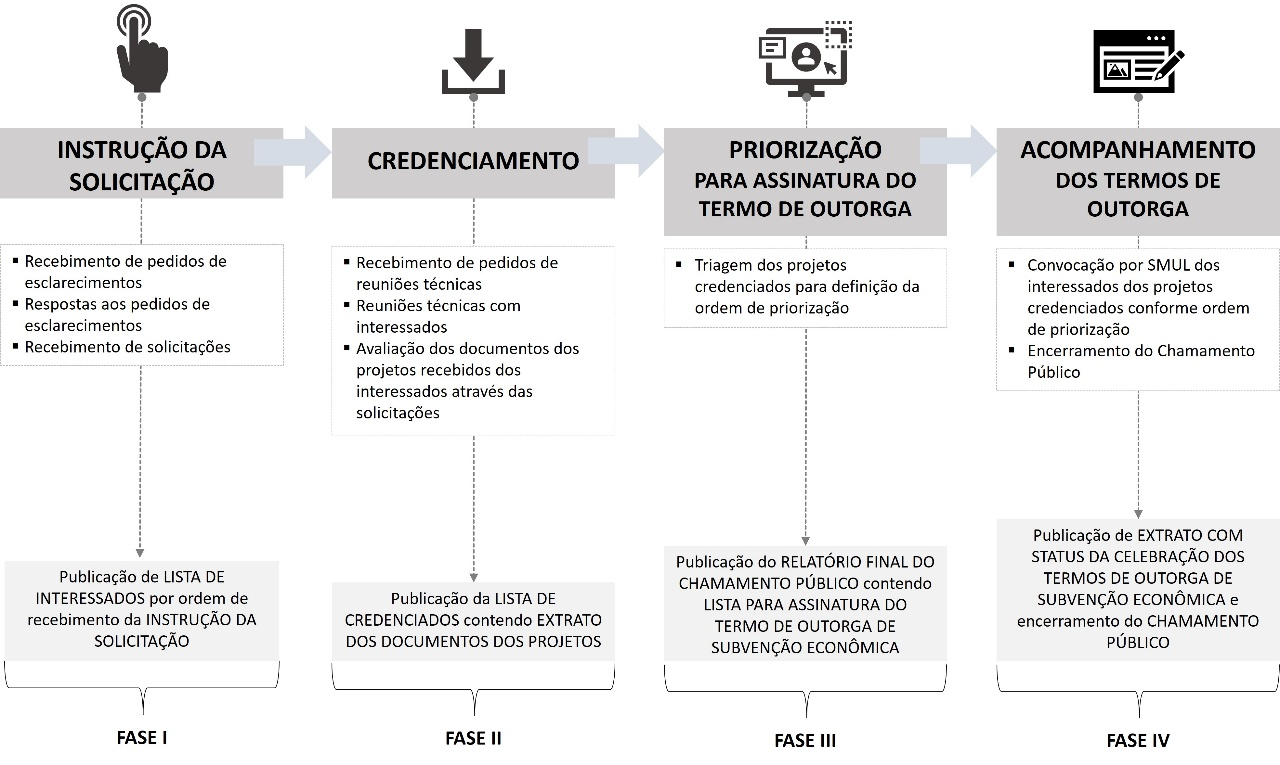 INSTRUÇÃO DA
SOLICITAÇÃO
▪ Recebimento de pedidos de
esclarecimentos
▪ Respostas aos pedidos de
esclarecimentos
▪ Recebimento de solicitações
Publicação de LISTA DE
INTERESSADOS por ordem de
recebimento da INSTRUÇÃO DA
SOLICITAÇÃO
FASE I
CREDENCIAMENTO
▪ Recebimento de pedidos de
reuniões técnicas
▪ Reuniões técnicas com
interessados
▪ Avaliação dos documentos dos
projetos recebidos dos
interessados através das
solicitações
Publicação da LISTA DE
CREDENCIADOS contendo EXTRATO
DOS DOCUMENTOS DOS PROJETOS
FASE II
PRIORIZAÇÃO
PARA ASSINATURA DO
TERMO DE OUTORGA
▪ Triagem dos projetos
credenciados para definição da
ordem de priorização
Publicação do RELATÓRIO FINAL DO
CHAMAMENTO PÚBLICO contendo
LISTA PARA ASSINATURA DO
TERMO DE OUTORGA DE
SUBVENÇÃO ECONÔMICA
FASE III
ACOMPANHAMENTO
DOS TERMOS DE
OUTORGA
▪ Convocação por SMUL dos
interessados dos projetos
credenciados conforme ordem
de priorização
▪ Encerramento do Chamamento
Público
Publicação de EXTRATO COM
STATUS DA CELEBRAÇÃO DOS
TERMOS DE OUTORGA DE
SUBVENÇÃO ECONÔMICA e
encerramento do CHAMAMENTO
PÚBLICO
FASE IV